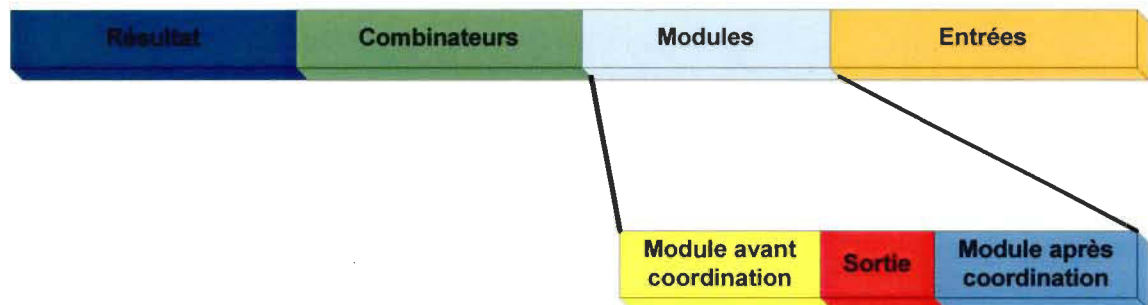 Résultat Combinateurs Modules Entrées
Module avant Sortie Module après
coordination coordination